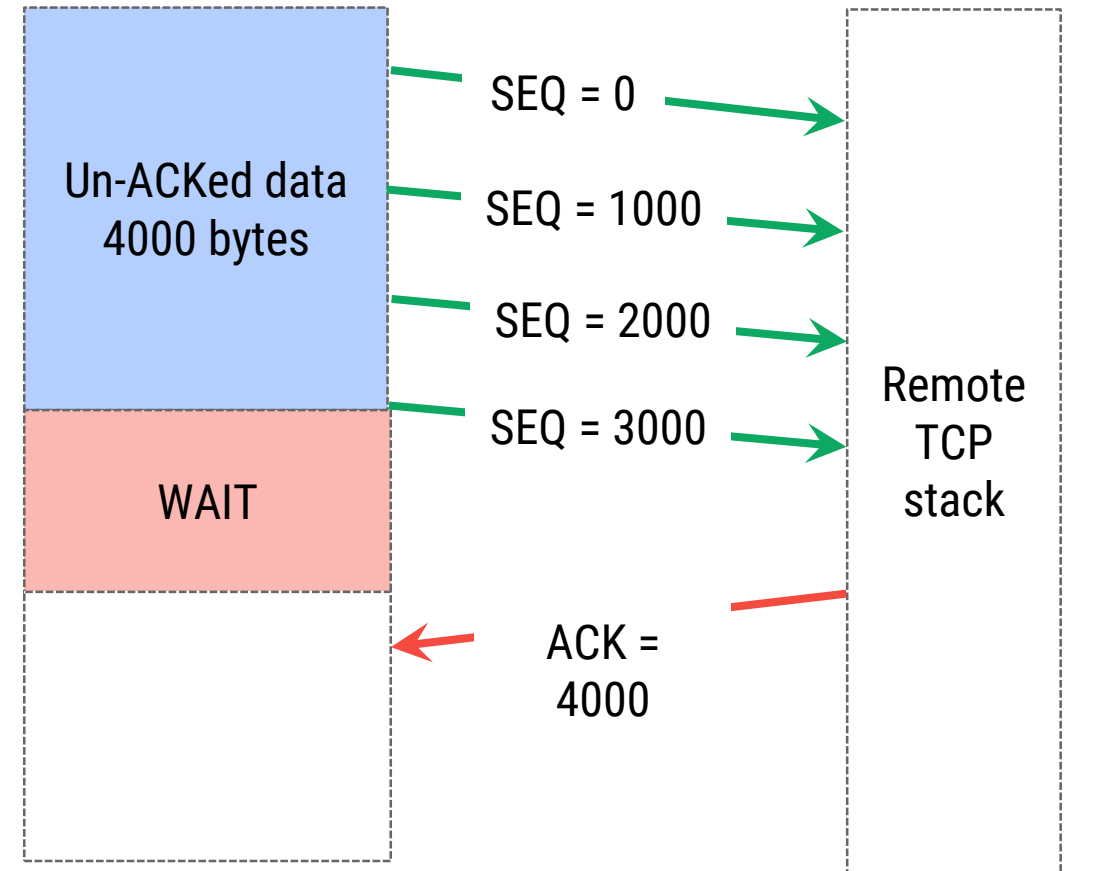 SEQ = 0
Un-ACKed data
4000 bytes
SEQ = 1000
SEQ = 2000
SEQ = 3000
Remote
TCP
stack
WAIT
ACK =
4000